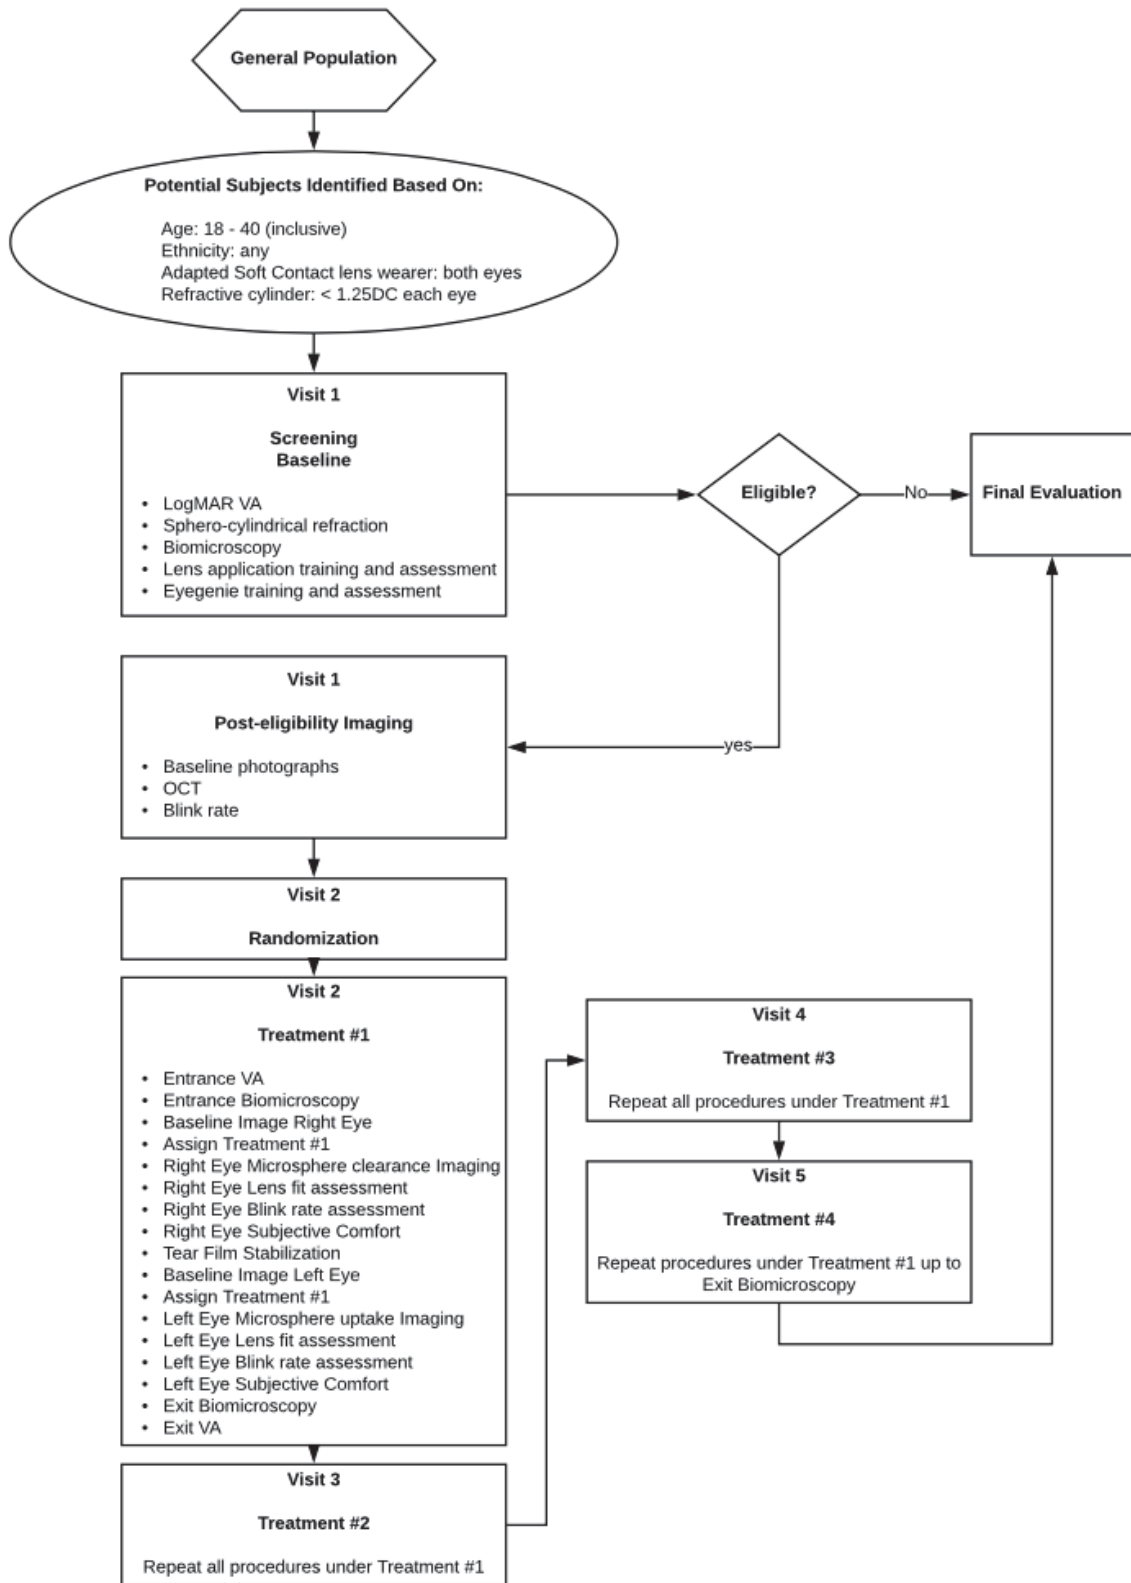 General Population
Potential Subjects Identified Based On:
Age: 18 - 40 (inclusive)
Ethnicity: any
Adapted Soft Contact lens wearer: both eyes
Refractive cylinder: < 1.25DC each eye
Visit 1
Screening
Baseline
• LogMAR VA
• Sphero-cylindrical refraction
• Biomicroscopy
• Lens application training and assessment
• Eyegenie training and assessment
Eligible?
No
Final Evaluation
yes
Visit 1
Post-eligibility Imaging
• Baseline photographs
• OCT
• Blink rate
Visit 2
Randomization
Visit 2
Treatment #1
• Entrance VA
• Entrance Biomicroscopy
• Baseline Image Right Eye
• Assign Treatment #1
• Right Eye Microsphere clearance Imaging
• Right Eye Lens fit assessment
• Right Eye Blink rate assessment
• Right Eye Subjective Comfort
• Tear Film Stabilization
• Baseline Image Left Eye
• Assign Treatment #1
• Left Eye Microsphere uptake Imaging
• Left Eye Lens fit assessment
• Left Eye Blink rate assessment
• Left Eye Subjective Comfort
• Exit Biomicroscopy
• Exit VA
Visit 3
Treatment #2
Repeat all procedures under Treatment #1
Visit 4
Treatment #3
Repeat all procedures under Treatment #1
Visit 5
Treatment #4
Repeat procedures under Treatment #1 up to
Exit Biomicroscopy